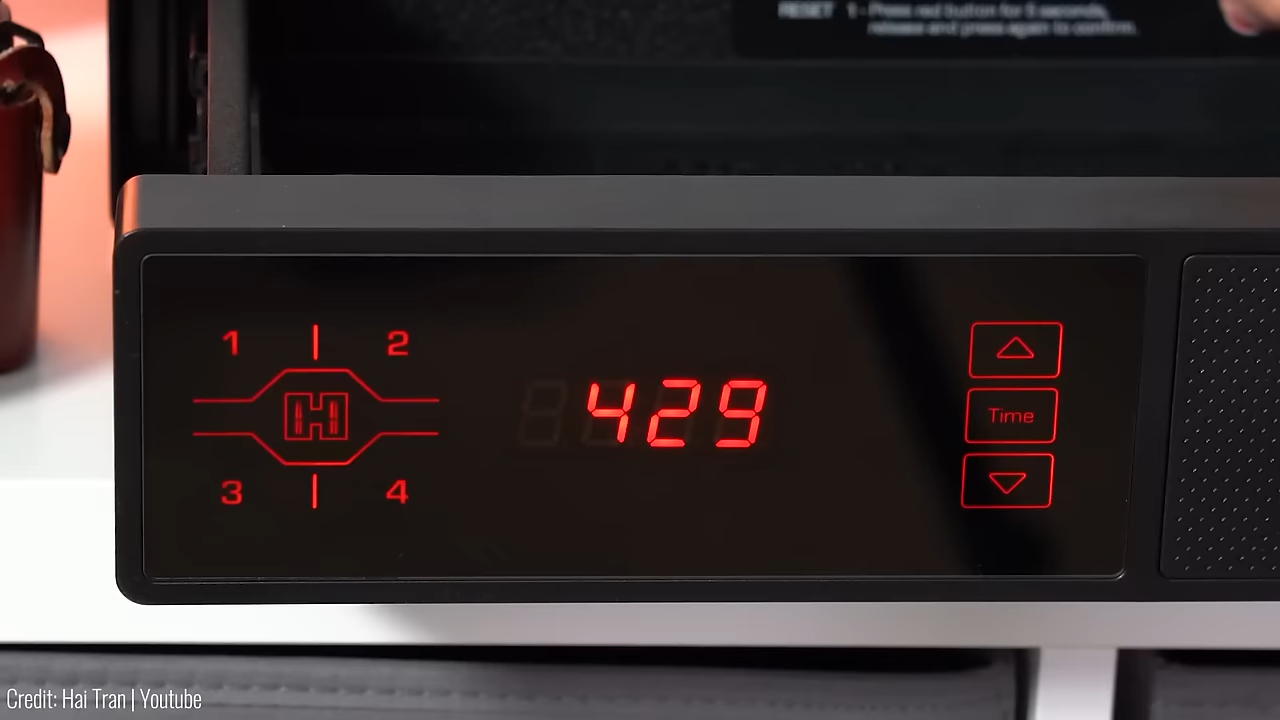 RESET 1 - Press red button for 5 seconds,
release and press again to confirm.
1 2
H
429
Time
3 4
Credit: Hai Tran | Youtube